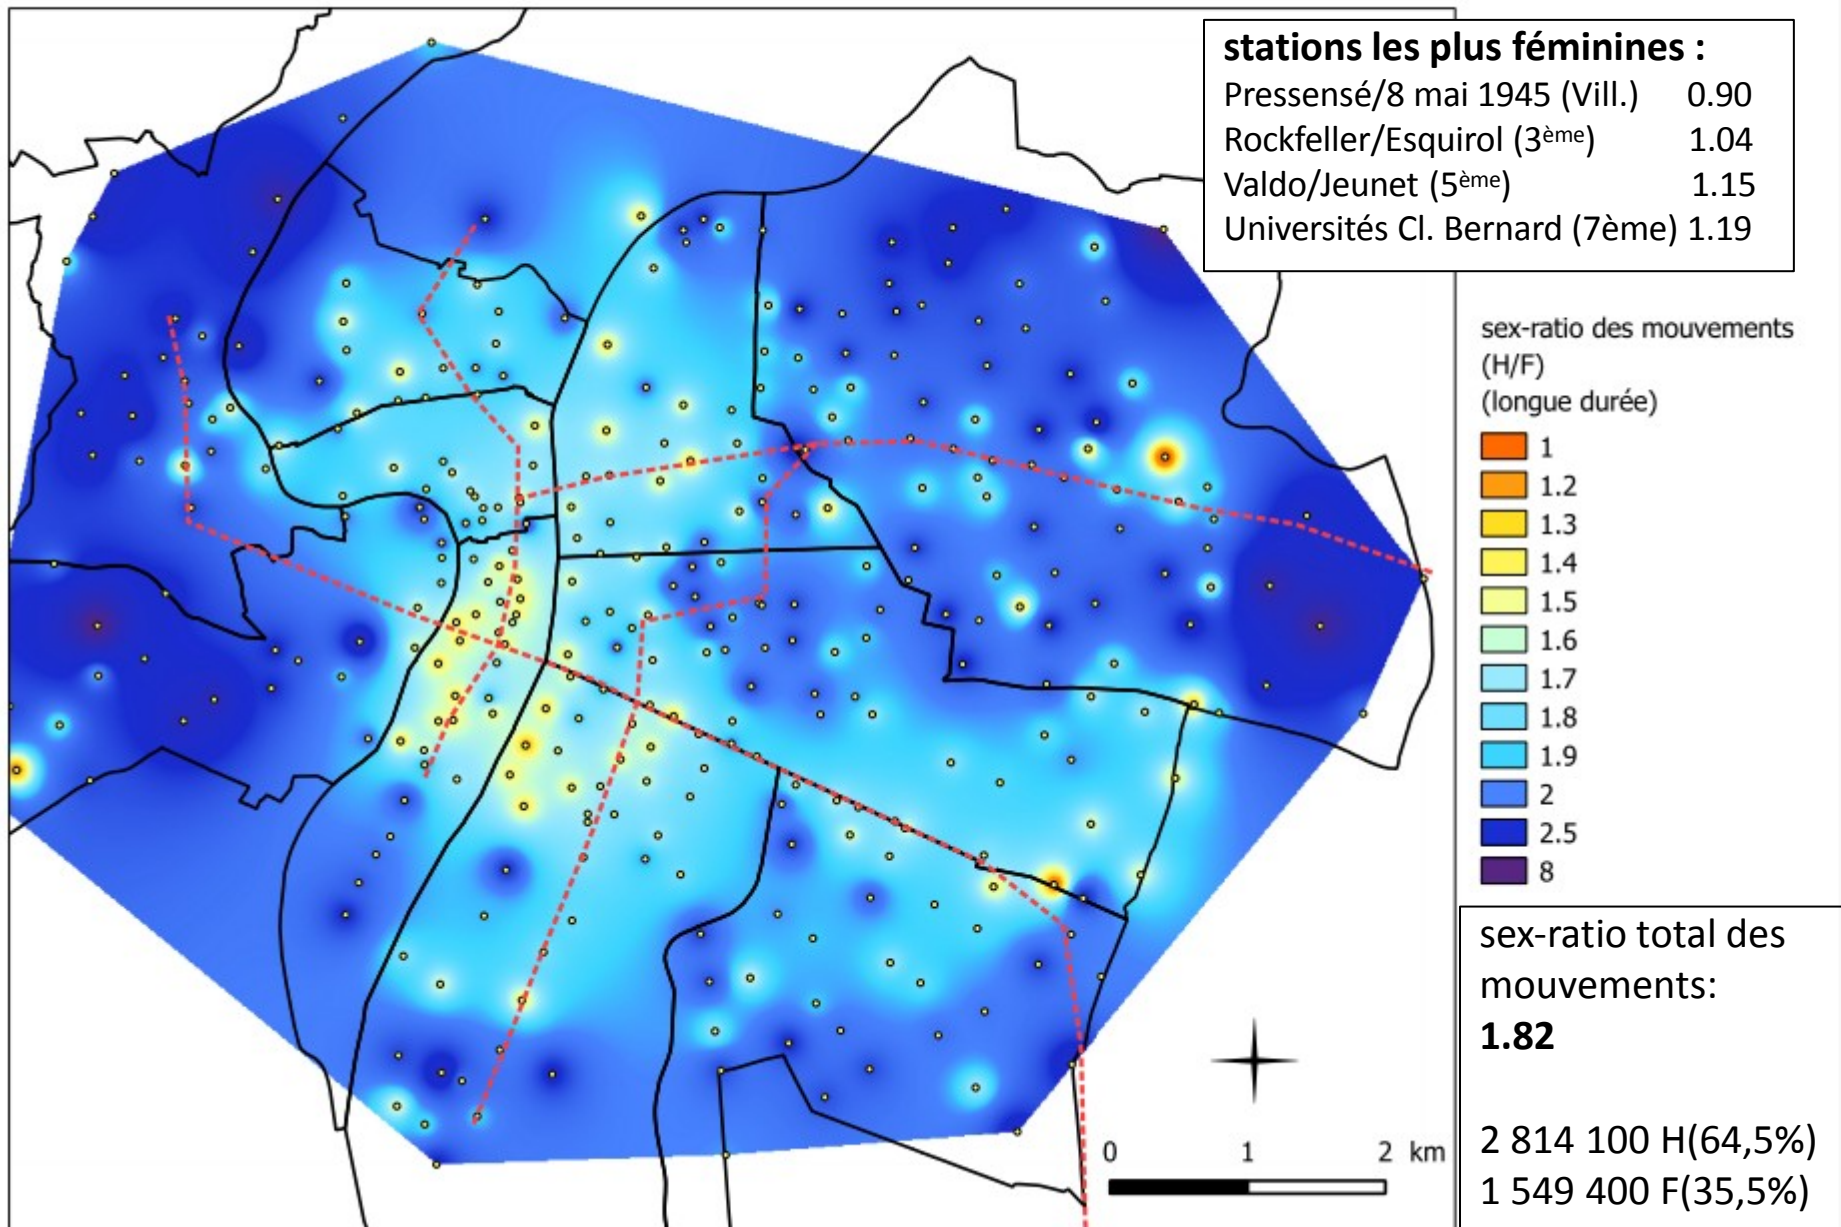 stations les plus féminines :
Pressensé/8 mai 1945 (Vill.) 0.90
Rockfeller/Esquirol (3ème) 1.04
Valdo/Jeunet (5ème) 1.15
Universités Cl. Bernard (7ème) 1.19
sex-ratio des mouvements
(H/F)
(longue durée)
1
1.2
1.3
1.4
1.5
1.6
1.7
1.8
1.9
2
2.5
8
sex-ratio total des
mouvements:
1.82
2 814 100 H(64,5%)
1 549 400 F(35,5%)
0 1 2 km